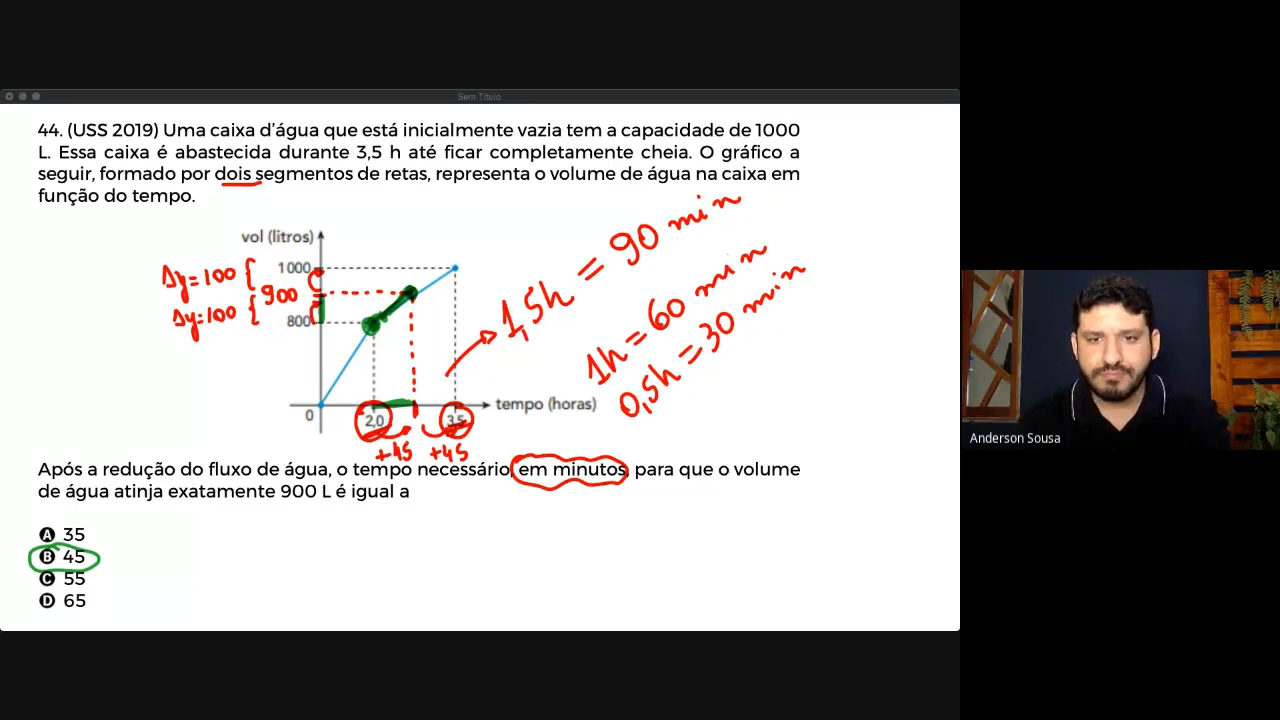 Sem Título
44. (USS 2019) Uma caixa d'água que está inicialmente vazia tem a capacidade de 1000
L. Essa caixa é abastecida durante 3,5 h até ficar completamente cheia. O gráfico a
seguir, formado por dois segmentos de retas, representa o volume de água na caixa em
função do tempo.
vol (litros)
1000
Δy=100 {
900
Δy=100 {
800
1,5h = 90 min
1h = 60 min
0,5h = 30 min
0
2,0
3,5
tempo (horas)
+45
+45
Após a redução do fluxo de água, o tempo necessário, em minutos, para que o volume
de água atinja exatamente 900 L é igual a
A 35
B 45
C 55
D 65
Anderson Sousa